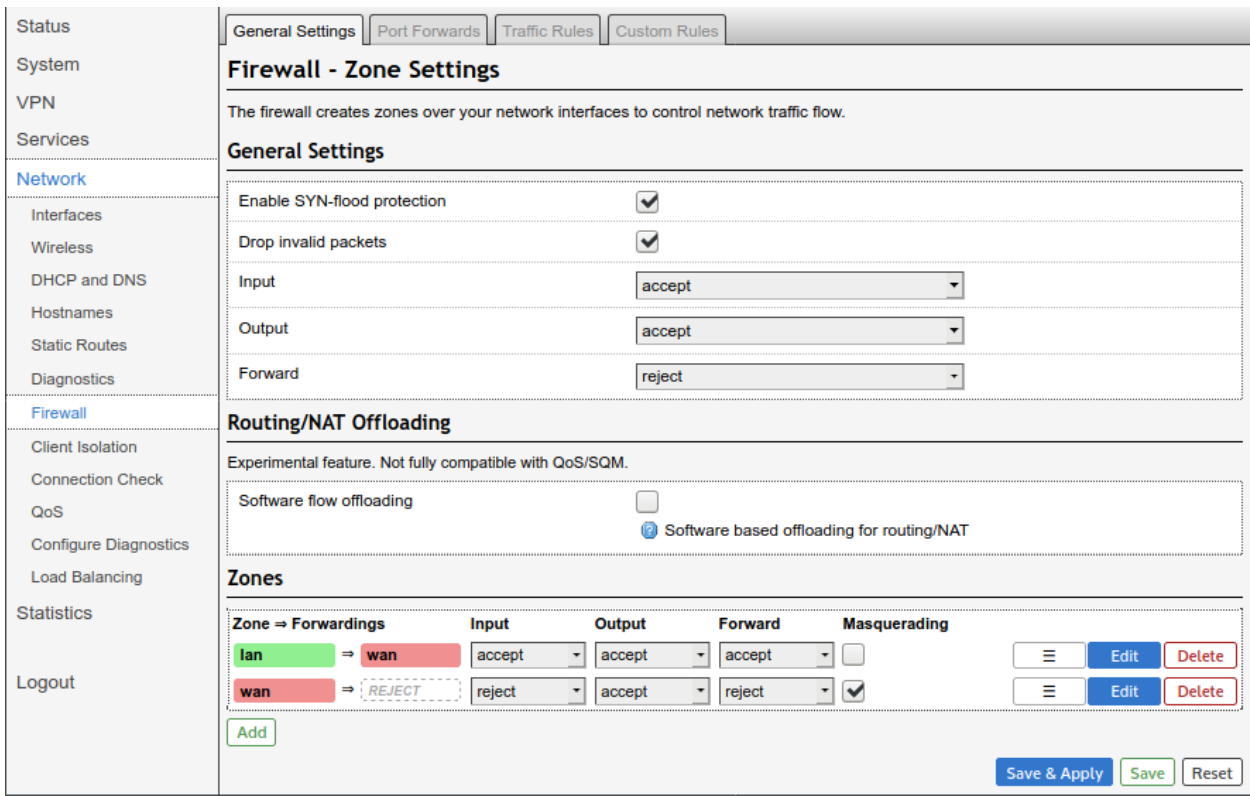 Status
System
VPN
Services
Network
Interfaces
Wireless
DHCP and DNS
Hostnames
Static Routes
Diagnostics
Firewall
Client Isolation
Connection Check
QoS
Configure Diagnostics
Load Balancing
Statistics
Logout
General Settings Port Forwards Traffic Rules Custom Rules
Firewall - Zone Settings
The firewall creates zones over your network interfaces to control network traffic flow.
General Settings
Enable SYN-flood protection
Drop invalid packets
Input accept
Output accept
Forward reject
Routing/NAT Offloading
Experimental feature. Not fully compatible with QoS/SQM.
Software flow offloading
Software based offloading for routing/NAT
Zones
Zone ⇒ Forwardings Input Output Forward Masquerading
lan ⇒ wan accept accept accept Edit Delete
wan ⇒ REJECT reject accept reject Edit Delete
Add
Save & Apply Save Reset